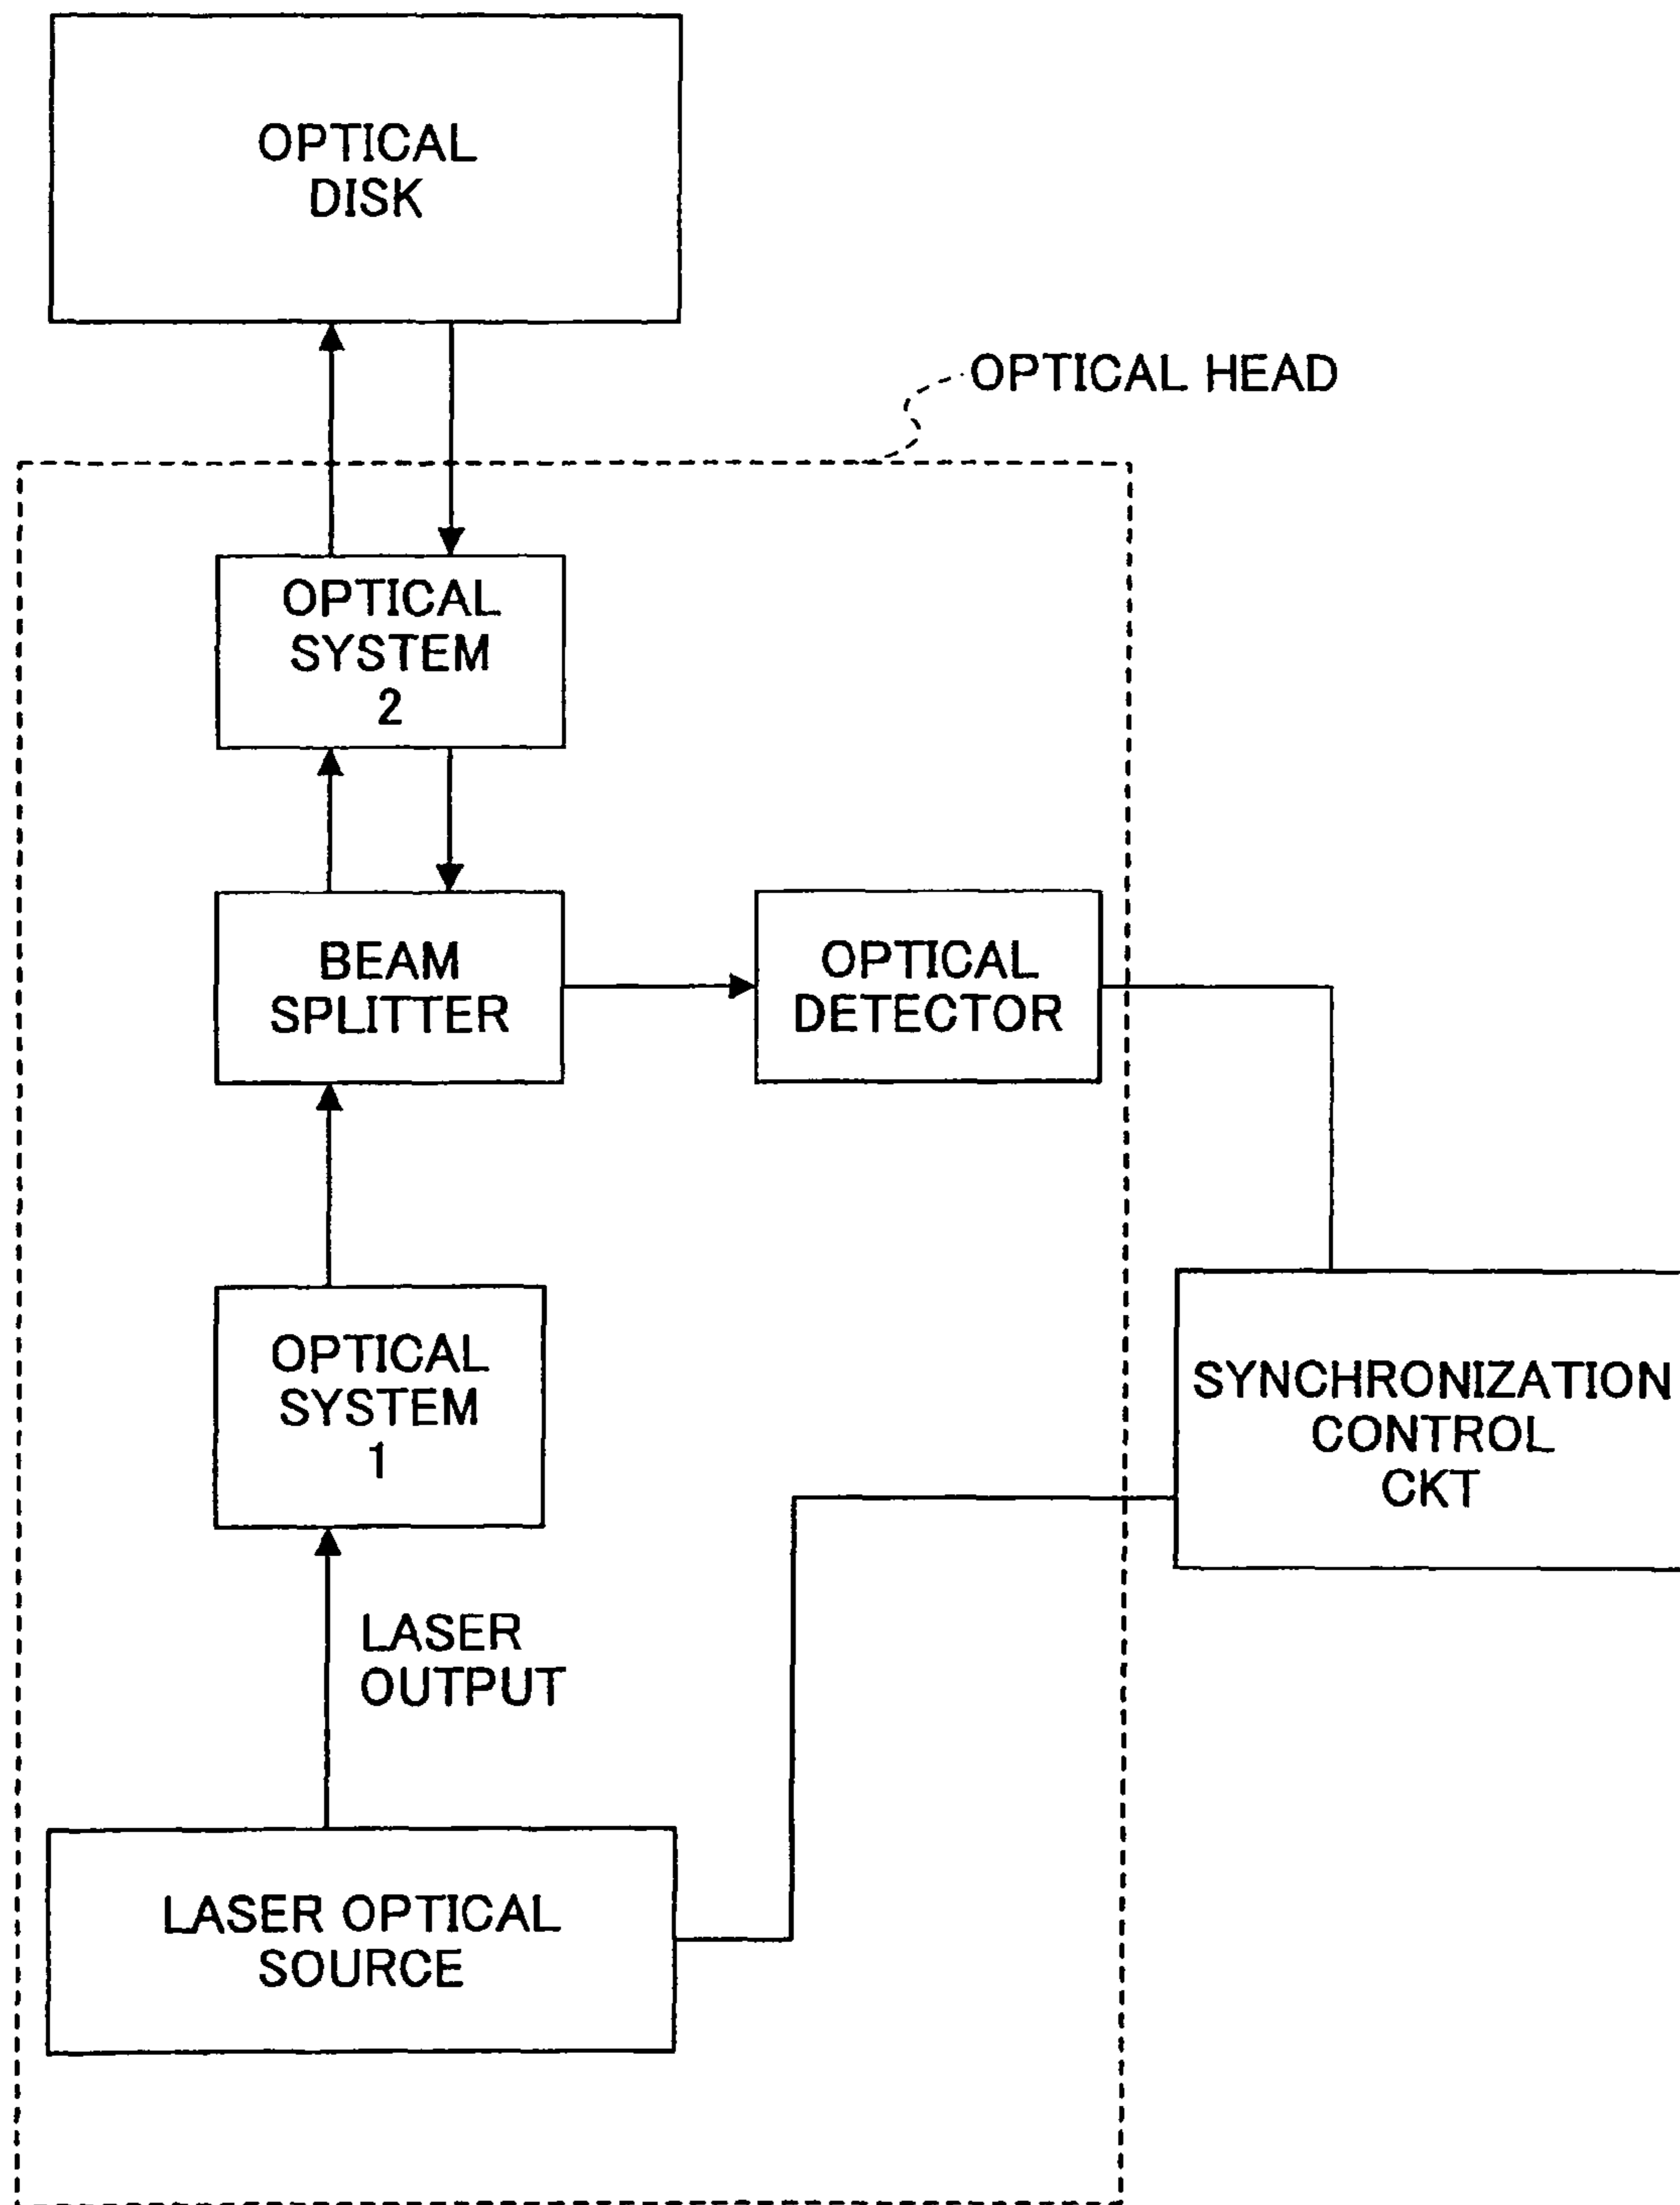 OPTICAL
DISK
OPTICAL HEAD
OPTICAL
SYSTEM
2
BEAM
SPLITTER
OPTICAL
DETECTOR
OPTICAL
SYSTEM
1
SYNCHRONIZATION
CONTROL
CKT
LASER
OUTPUT
LASER OPTICAL
SOURCE